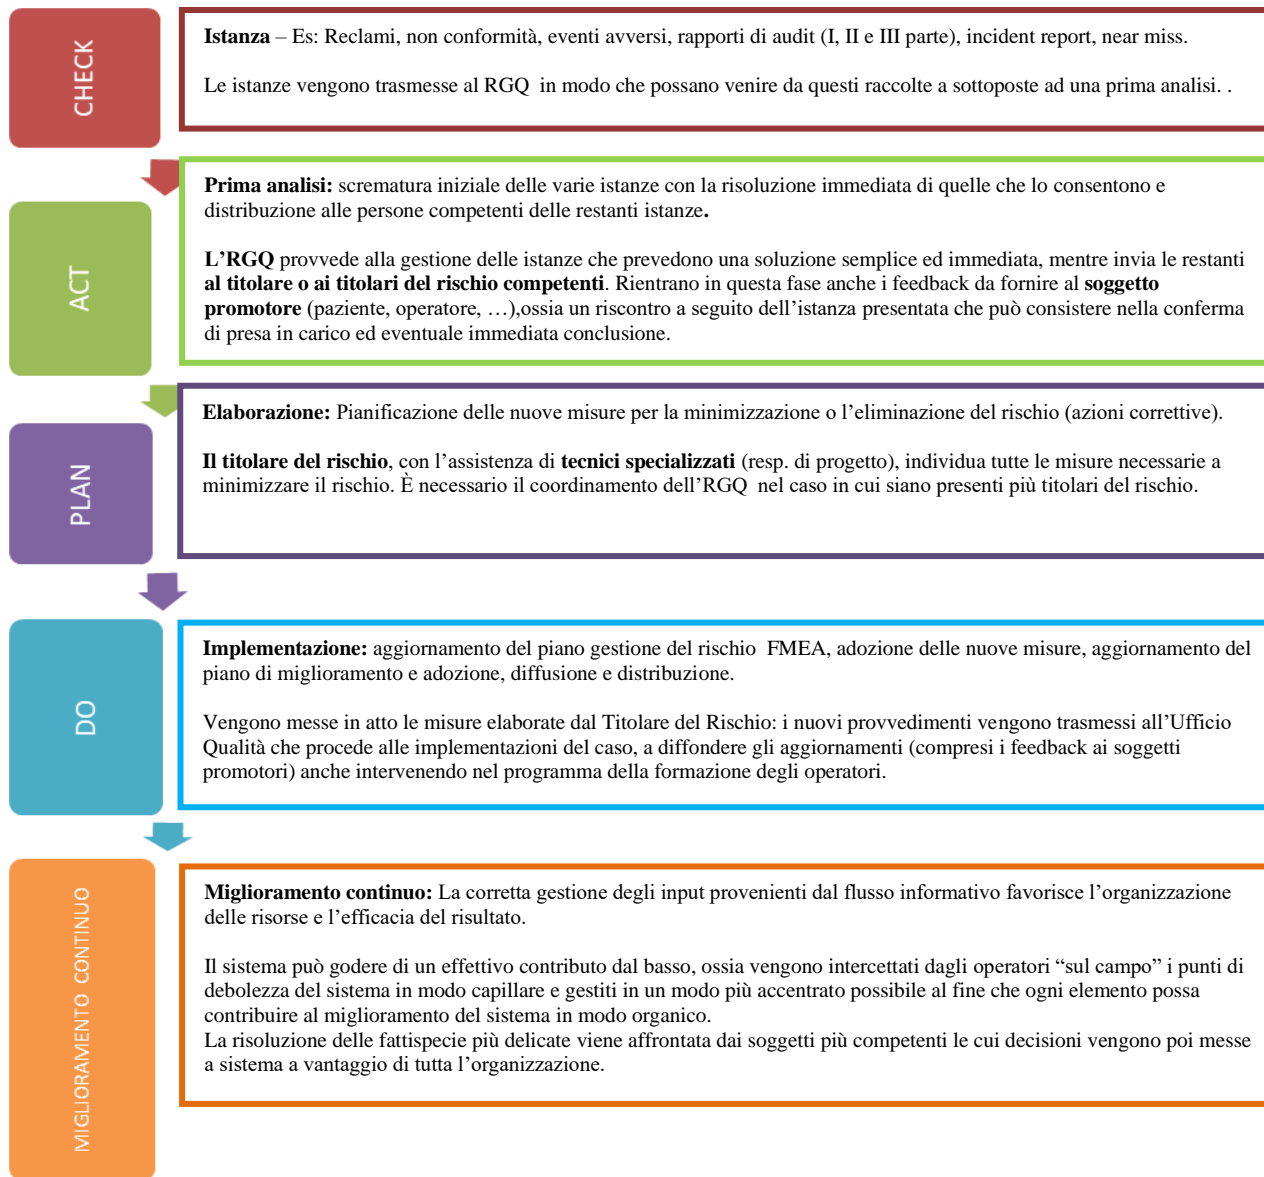 CHECK
Istanza – Es: Reclami, non conformità, eventi avversi, rapporti di audit (I, II e III parte), incident report, near miss.
Le istanze vengono trasmesse al RGQ in modo che possano venire da questi raccolte a sottoposte ad una prima analisi. .
ACT
Prima analisi: scrematura iniziale delle varie istanze con la risoluzione immediata di quelle che lo consentono e
distribuzione alle persone competenti delle restanti istanze.
L’RGQ provvede alla gestione delle istanze che prevedono una soluzione semplice ed immediata, mentre invia le restanti
al titolare o ai titolari del rischio competenti. Rientrano in questa fase anche i feedback da fornire al soggetto
promotore (paziente, operatore, …),ossia un riscontro a seguito dell’istanza presentata che può consistere nella conferma
di presa in carico ed eventuale immediata conclusione.
PLAN
Elaborazione: Pianificazione delle nuove misure per la minimizzazione o l’eliminazione del rischio (azioni correttive).
Il titolare del rischio, con l’assistenza di tecnici specializzati (resp. di progetto), individua tutte le misure necessarie a
minimizzare il rischio. È necessario il coordinamento dell’RGQ nel caso in cui siano presenti più titolari del rischio.
DO
Implementazione: aggiornamento del piano gestione del rischio FMEA, adozione delle nuove misure, aggiornamento del
piano di miglioramento e adozione, diffusione e distribuzione.
Vengono messe in atto le misure elaborate dal Titolare del Rischio: i nuovi provvedimenti vengono trasmessi all’Ufficio
Qualità che procede alle implementazioni del caso, a diffondere gli aggiornamenti (compresi i feedback ai soggetti
promotori) anche intervenendo nel programma della formazione degli operatori.
MIGLIORAMENTO CONTINUO
Miglioramento continuo: La corretta gestione degli input provenienti dal flusso informativo favorisce l’organizzazione
delle risorse e l’efficacia del risultato.
Il sistema può godere di un effettivo contributo dal basso, ossia vengono intercettati dagli operatori “sul campo” i punti di
debolezza del sistema in modo capillare e gestiti in un modo più accentrato possibile al fine che ogni elemento possa
contribuire al miglioramento del sistema in modo organico.
La risoluzione delle fattispecie più delicate viene affrontata dai soggetti più competenti le cui decisioni vengono poi messe
a sistema a vantaggio di tutta l’organizzazione.